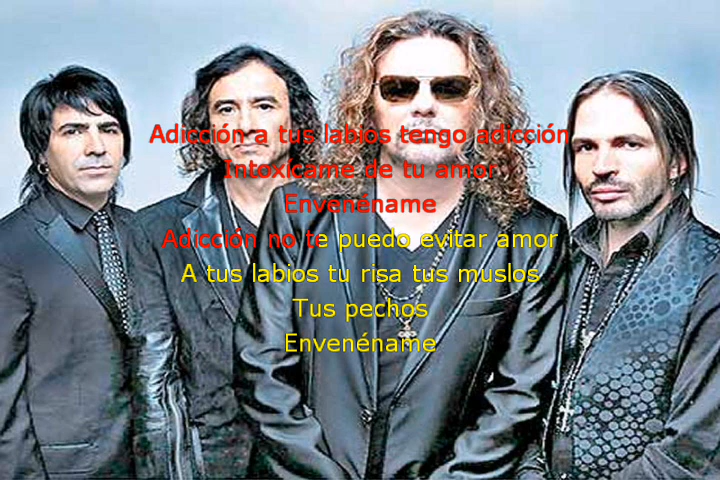 Adicción a tus labios tengo adicción
Intoxícame de tu amor
Envenéname
Adicción no te puedo evitar amor
A tus labios tu risa tus muslos
Tus pechos
Envenéname